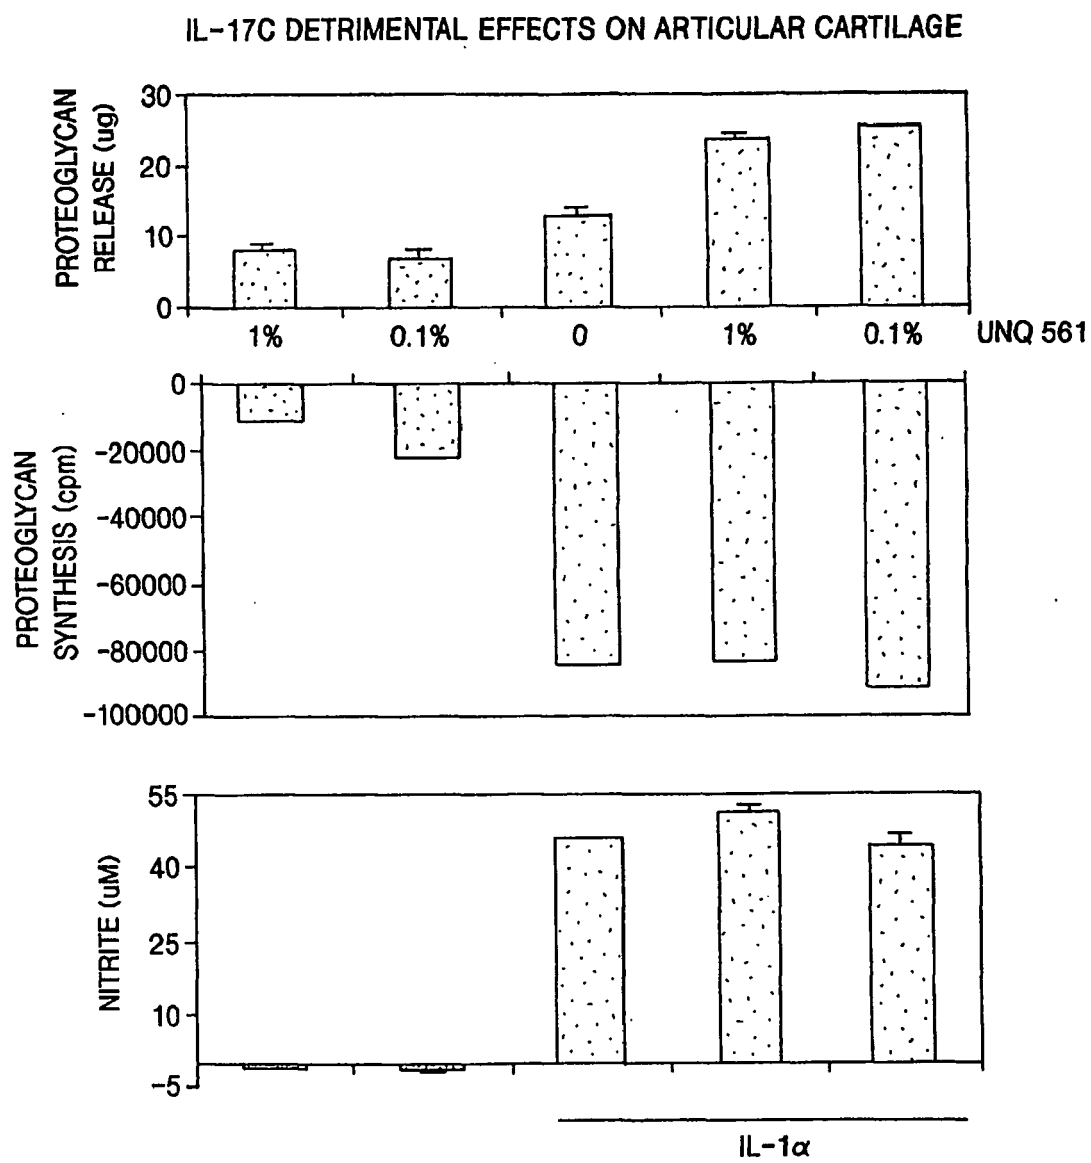 IL-17C DETRIMENTAL EFFECTS ON ARTICULAR CARTILAGE
PROTEOGLYCAN
RELEASE (ug)
30
20
10
0
1% 0.1% 0 1% 0.1% UNQ 561
PROTEOGLYCAN
SYNTHESIS (cpm)
0
-20000
-40000
-60000
-80000
-100000
NITRITE (uM)
55
40
25
10
-5
IL-1α